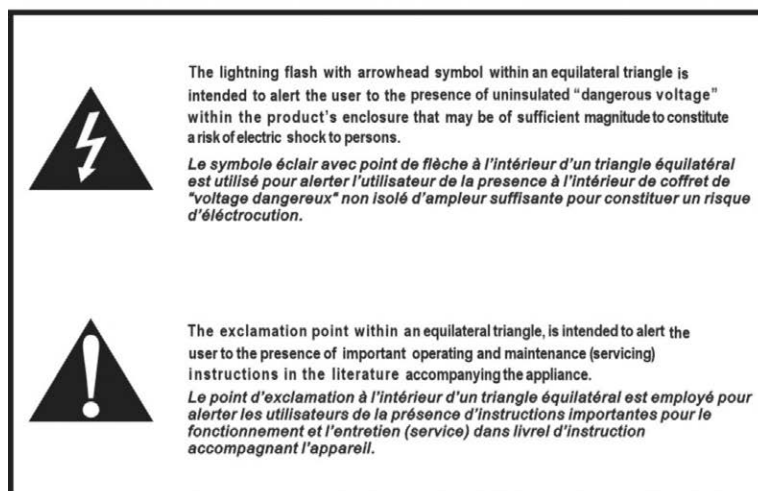 The lightning flash with arrowhead symbol within an equilateral triangle is
intended to alert the user to the presence of uninsulated “dangerous voltage”
within the product’s enclosure that may be of sufficient magnitude to constitute
a risk of electric shock to persons.
Le symbole éclair avec point de flèche à l’intérieur d’un triangle équilatéral
est utilisé pour alerter l’utilisateur de la presence à l’intérieur de coffret de
"voltage dangereux" non isolé d’ampleur suffisante pour constituer un risque
d’éléctrocution.
The exclamation point within an equilateral triangle, is intended to alert the
user to the presence of important operating and maintenance (servicing)
instructions in the literature accompanying the appliance.
Le point d’exclamation à l’intérieur d’un triangle équilatéral est employé pour
alerter les utilisateurs de la présence d’instructions importantes pour le
fonctionnement et l’entretien (service) dans livrel d’instruction
accompagnant l’appareil.